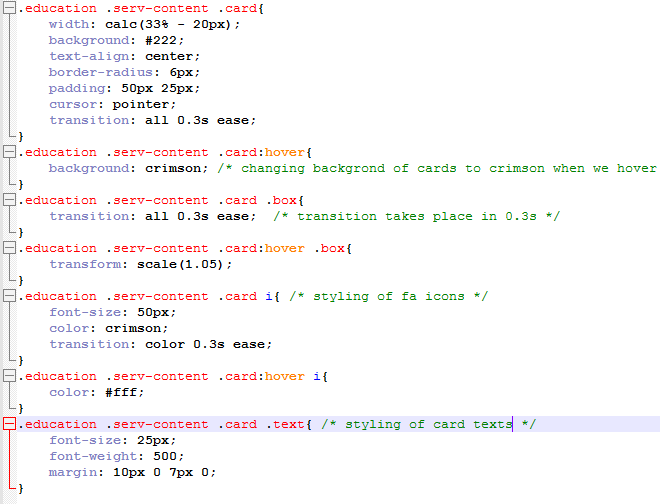 .education .serv-content .card{
    width: calc(33% - 20px);
    background: #222;
    text-align: center;
    border-radius: 6px;
    padding: 50px 25px;
    cursor: pointer;
    transition: all 0.3s ease;
}
.education .serv-content .card:hover{
    background: crimson; /* changing backgrond of cards to crimson when we hover
}
.education .serv-content .card .box{
    transition: all 0.3s ease;  /* transition takes place in 0.3s */
}
.education .serv-content .card:hover .box{
    transform: scale(1.05);
}
.education .serv-content .card i{ /* styling of fa icons */
    font-size: 50px;
    color: crimson;
    transition: color 0.3s ease;
}
.education .serv-content .card:hover i{
    color: #fff;
}
.education .serv-content .card .text{ /* styling of card texts */
    font-size: 25px;
    font-weight: 500;
    margin: 10px 0 7px 0;
}